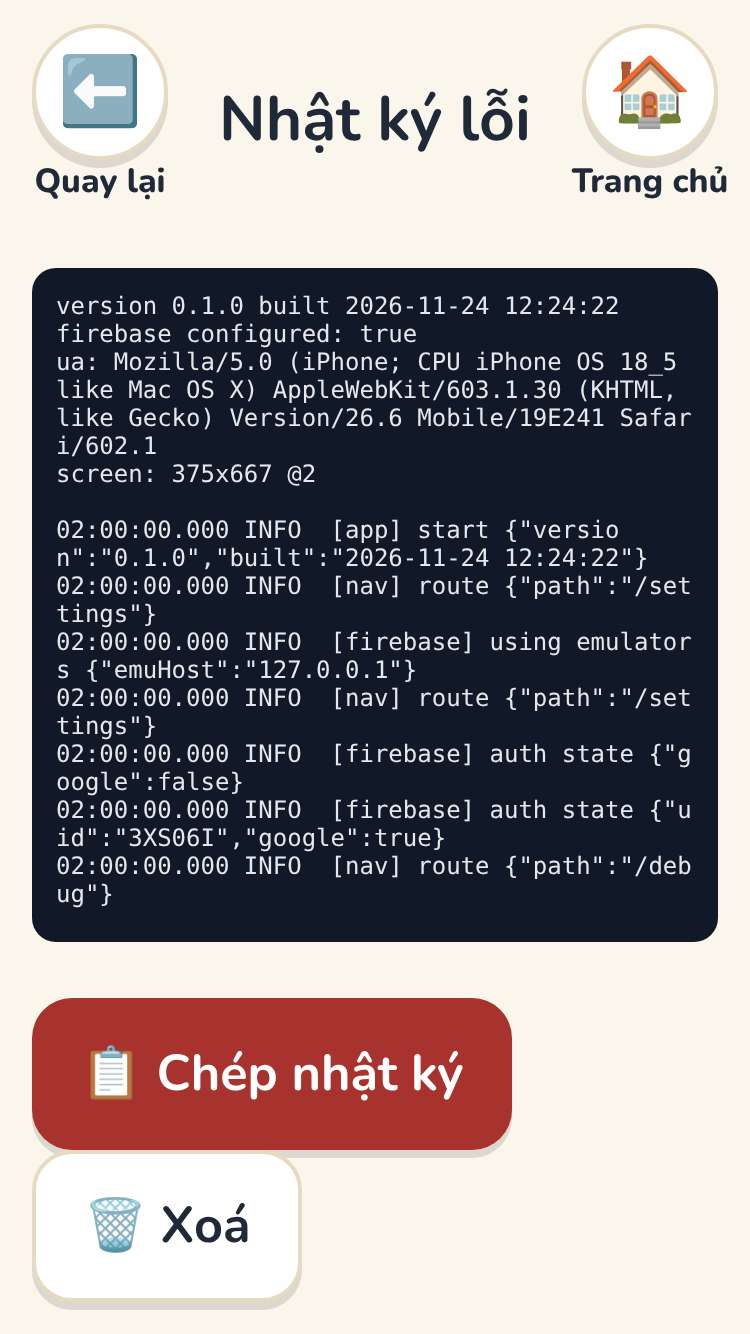 Nhật ký lỗi
Quay lại
Trang chủ
version 0.1.0 built 2026-11-24 12:24:22
firebase configured: true
ua: Mozilla/5.0 (iPhone; CPU iPhone OS 18_5
like Mac OS X) AppleWebKit/603.1.30 (KHTML,
like Gecko) Version/26.6 Mobile/19E241 Safar
i/602.1
screen: 375x667 @2
02:00:00.000 INFO  [app] start {"versio
n":"0.1.0","built":"2026-11-24 12:24:22"}
02:00:00.000 INFO  [nav] route {"path":"/set
tings"}
02:00:00.000 INFO  [firebase] using emulator
s {"emuHost":"127.0.0.1"}
02:00:00.000 INFO  [nav] route {"path":"/set
tings"}
02:00:00.000 INFO  [firebase] auth state {"g
oogle":false}
02:00:00.000 INFO  [firebase] auth state {"u
id":"3XS06I","google":true}
02:00:00.000 INFO  [nav] route {"path":"/deb
ug"}
Chép nhật ký
Xoá